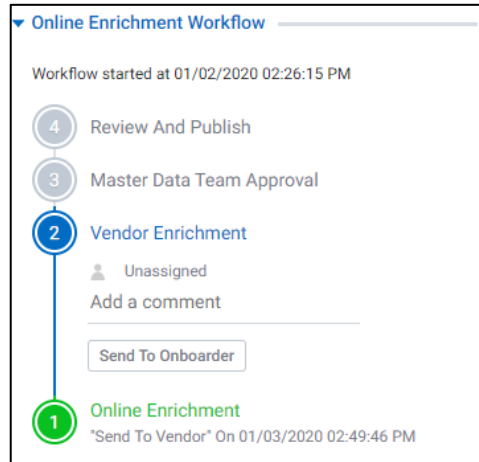 Online Enrichment Workflow
Workflow started at 01/02/2020 02:26:15 PM
4 Review And Publish
3 Master Data Team Approval
2 Vendor Enrichment
Unassigned
Add a comment
Send To Onboarder
1 Online Enrichment
"Send To Vendor" On 01/03/2020 02:49:46 PM